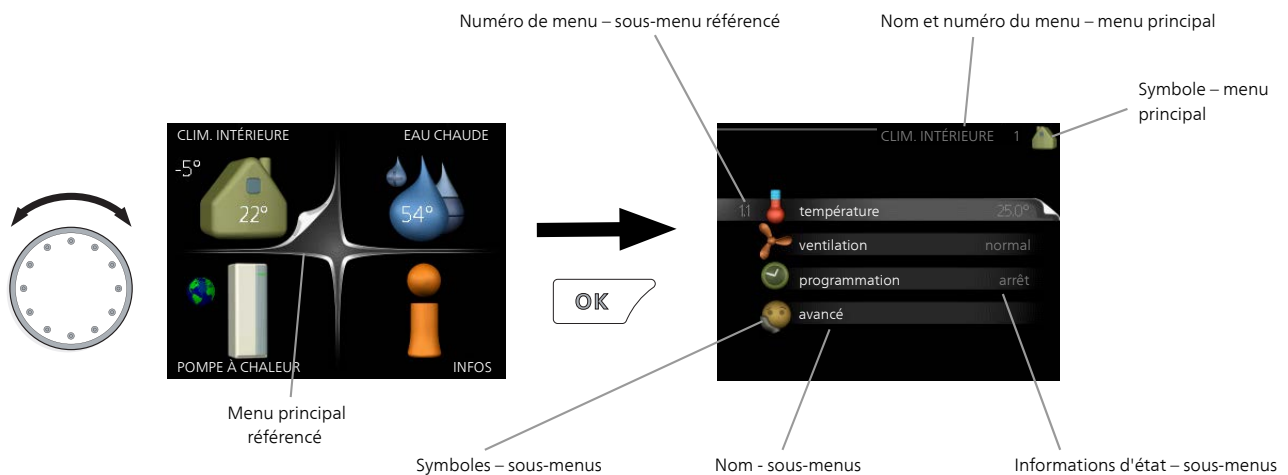 Numéro de menu – sous-menu référencé
Nom et numéro du menu – menu principal
Symbole – menu
principal
CLIM. INTÉRIEURE
EAU CHAUDE
-5°
22°
54°
POMPE À CHALEUR
INFOS
Menu principal
référencé
OK
CLIM. INTÉRIEURE 1
1.1 température 25.0°
ventilation normal
programmation arrêt
avancé
Symboles – sous-menus
Nom - sous-menus
Informations d'état – sous-menus